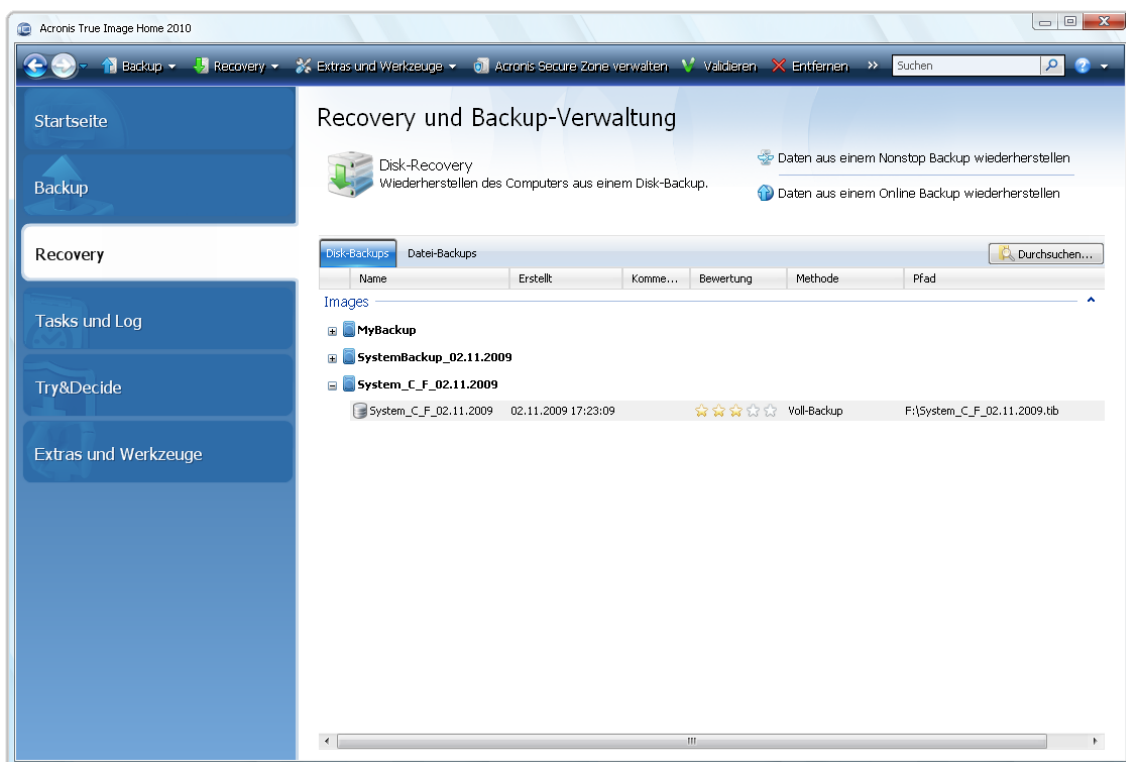 Acronis True Image Home 2010
Backup Recovery Extras und Werkzeuge Acronis Secure Zone verwalten Validieren Entfernen >> Suchen
Startseite
Backup
Recovery
Tasks und Log
Try&Decide
Extras und Werkzeuge
Recovery und Backup-Verwaltung
Disk-Recovery
Wiederherstellen des Computers aus einem Disk-Backup.
Daten aus einem Nonstop Backup wiederherstellen
Daten aus einem Online Backup wiederherstellen
Disk-Backups Datei-Backups Durchsuchen...
Name Erstellt Komme... Bewertung Methode Pfad
Images
MyBackup
SystemBackup_02.11.2009
System_C_F_02.11.2009
System_C_F_02.11.2009 02.11.2009 17:23:09 Voll-Backup F:\System_C_F_02.11.2009.tib